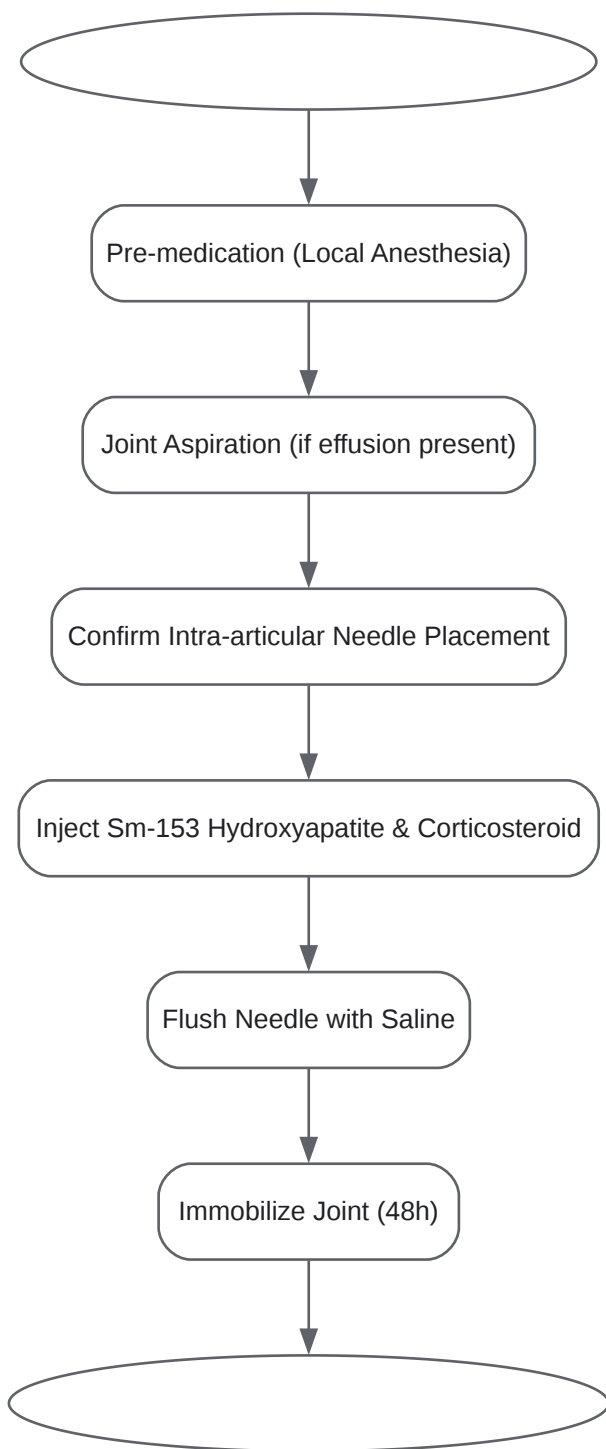 Pre-medication (Local Anesthesia)
Joint Aspiration (if effusion present)
Confirm Intra-articular Needle Placement
Inject Sm-153 Hydroxyapatite & Corticosteroid
Flush Needle with Saline
Immobilize Joint (48h)